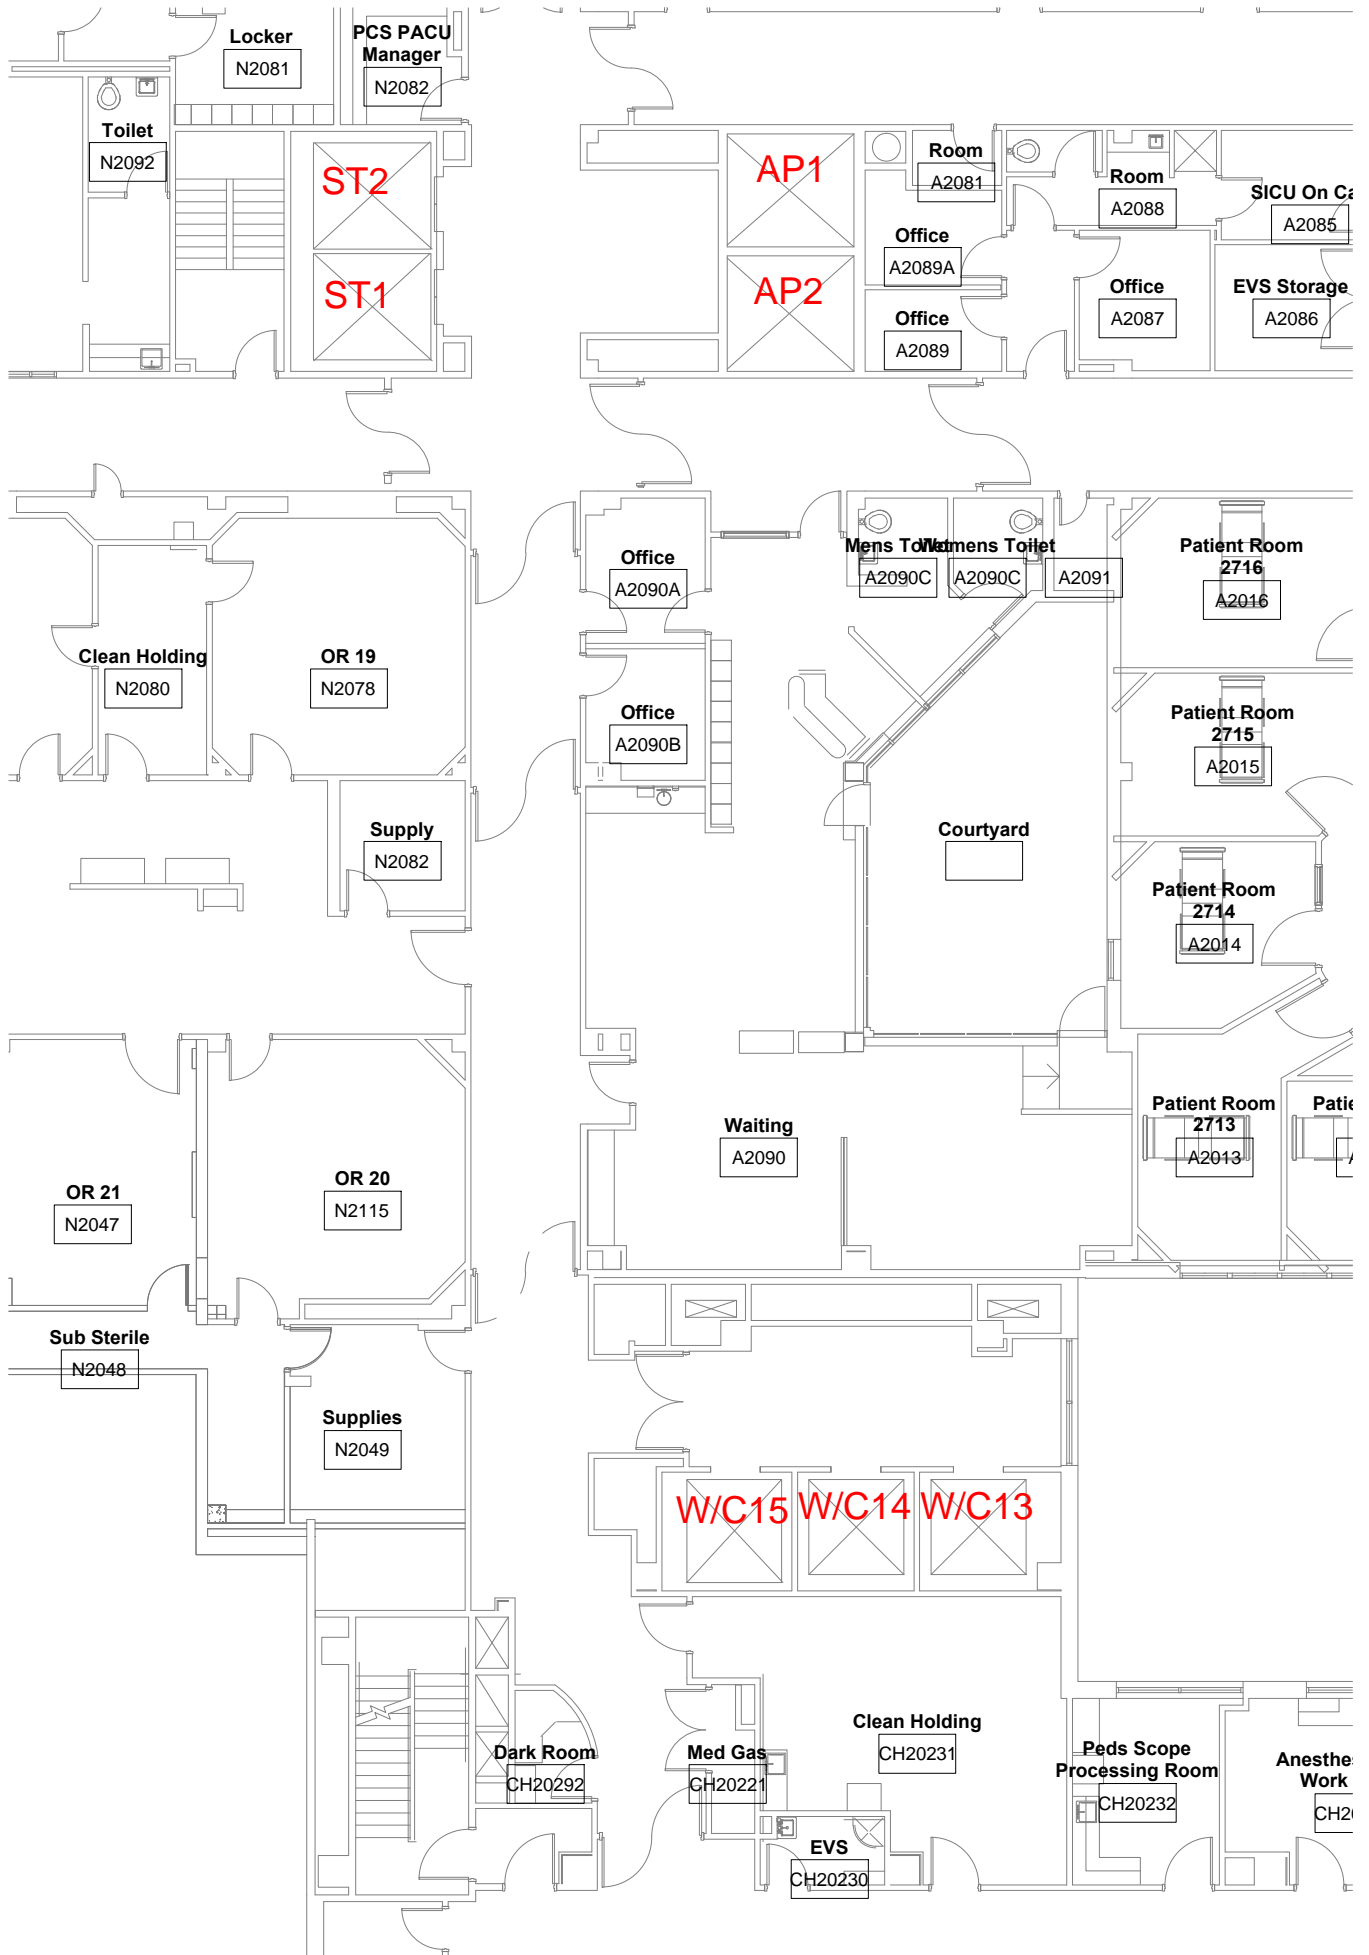 Locker
N2081
PCS PACU
Manager
N2082
Toilet
N2092
ST2
ST1
AP1
AP2
Room
A2081
Room
A2088
SICU On Ca
A2085
Office
A2089A
Office
A2089
Office
A2087
EVS Storage
A2086
Office
A2090A
Mens Toilet
A2090C
Womens Toilet
A2090C
A2091
Patient Room
2716
A2016
Clean Holding
N2080
OR 19
N2078
Office
A2090B
Patient Room
2715
A2015
Supply
N2082
Courtyard
Patient Room
2714
A2014
Waiting
A2090
Patient Room
2713
A2013
Patie
A
OR 21
N2047
OR 20
N2115
Sub Sterile
N2048
Supplies
N2049
W/C15
W/C14
W/C13
Dark Room
CH20292
Med Gas
CH20221
Clean Holding
CH20231
Peds Scope
Processing Room
CH20232
Anesthes
Work
CH20
EVS
CH20230